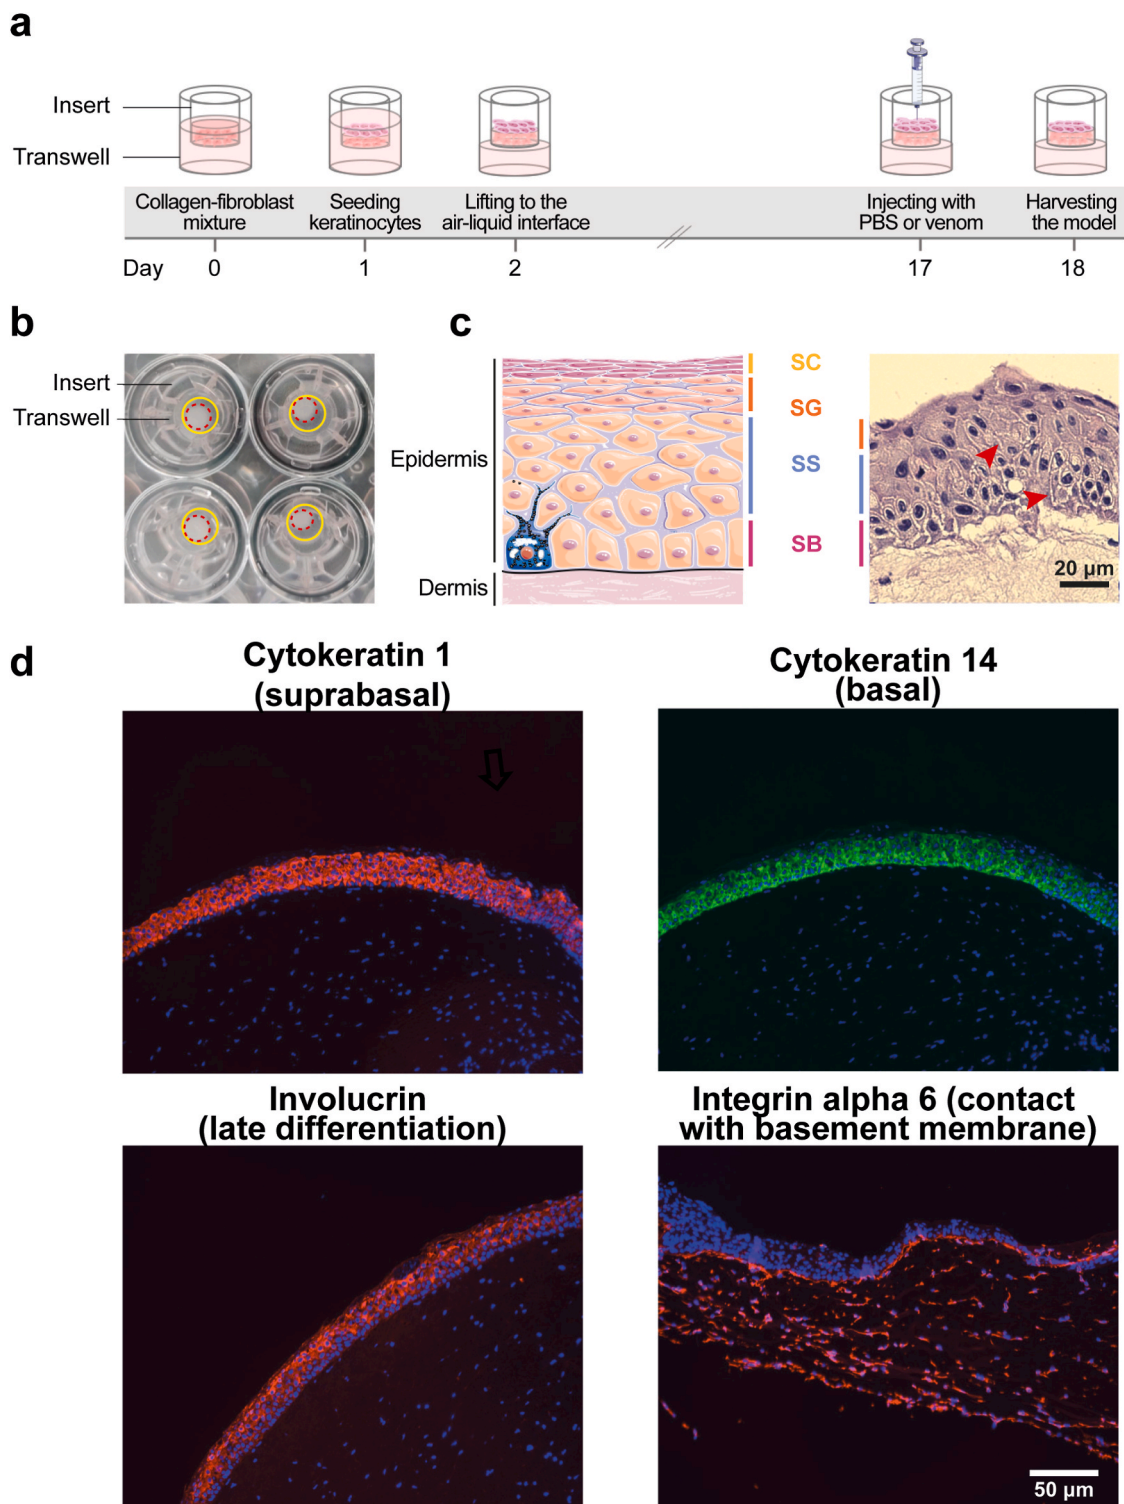 a
Insert
Transwell
Collagen-fibroblast
mixture
Seeding
keratinocytes
Lifting to the
air-liquid interface
Injecting with
PBS or venom
Harvesting
the model
Day
0
1
2
17
18
b
Insert
Transwell
c
Epidermis
Dermis
SC
SG
SS
SB
20 µm
d
Cytokeratin 1
(suprabasal)
Cytokeratin 14
(basal)
Involucrin
(late differentiation)
Integrin alpha 6 (contact
with basement membrane)
50 µm